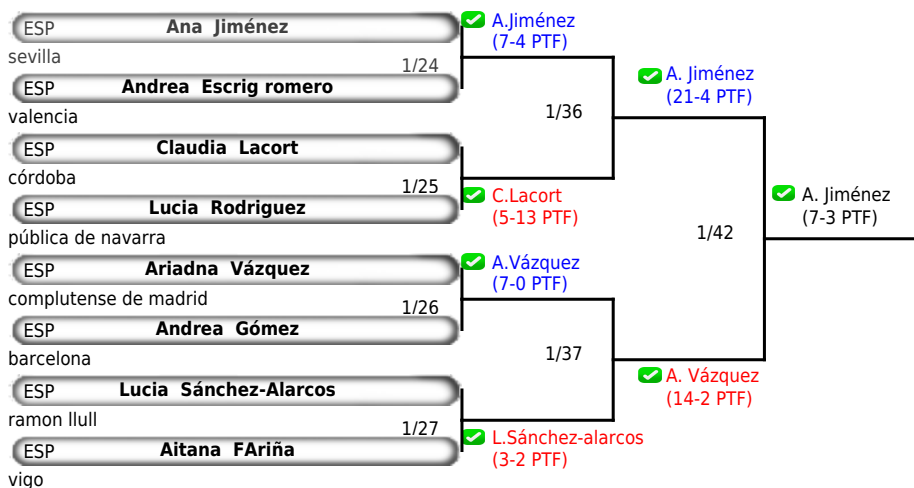 ESP Ana Jiménez
sevilla
1/24
ESP Andrea Escrig romero
valencia
A.Jiménez
(7-4 PTF)
1/36
ESP Claudia Lacort
córdoba
1/25
ESP Lucia Rodriguez
pública de navarra
C.Lacort
(5-13 PTF)
A. Jiménez
(21-4 PTF)
1/42
A. Jiménez
(7-3 PTF)
ESP Ariadna Vázquez
complutense de madrid
1/26
ESP Andrea Gómez
barcelona
A.Vázquez
(7-0 PTF)
1/37
ESP Lucia Sánchez-Alarcos
ramon llull
1/27
ESP Aitana FAriña
vigo
L.Sánchez-alarcos
(3-2 PTF)
A. Vázquez
(14-2 PTF)